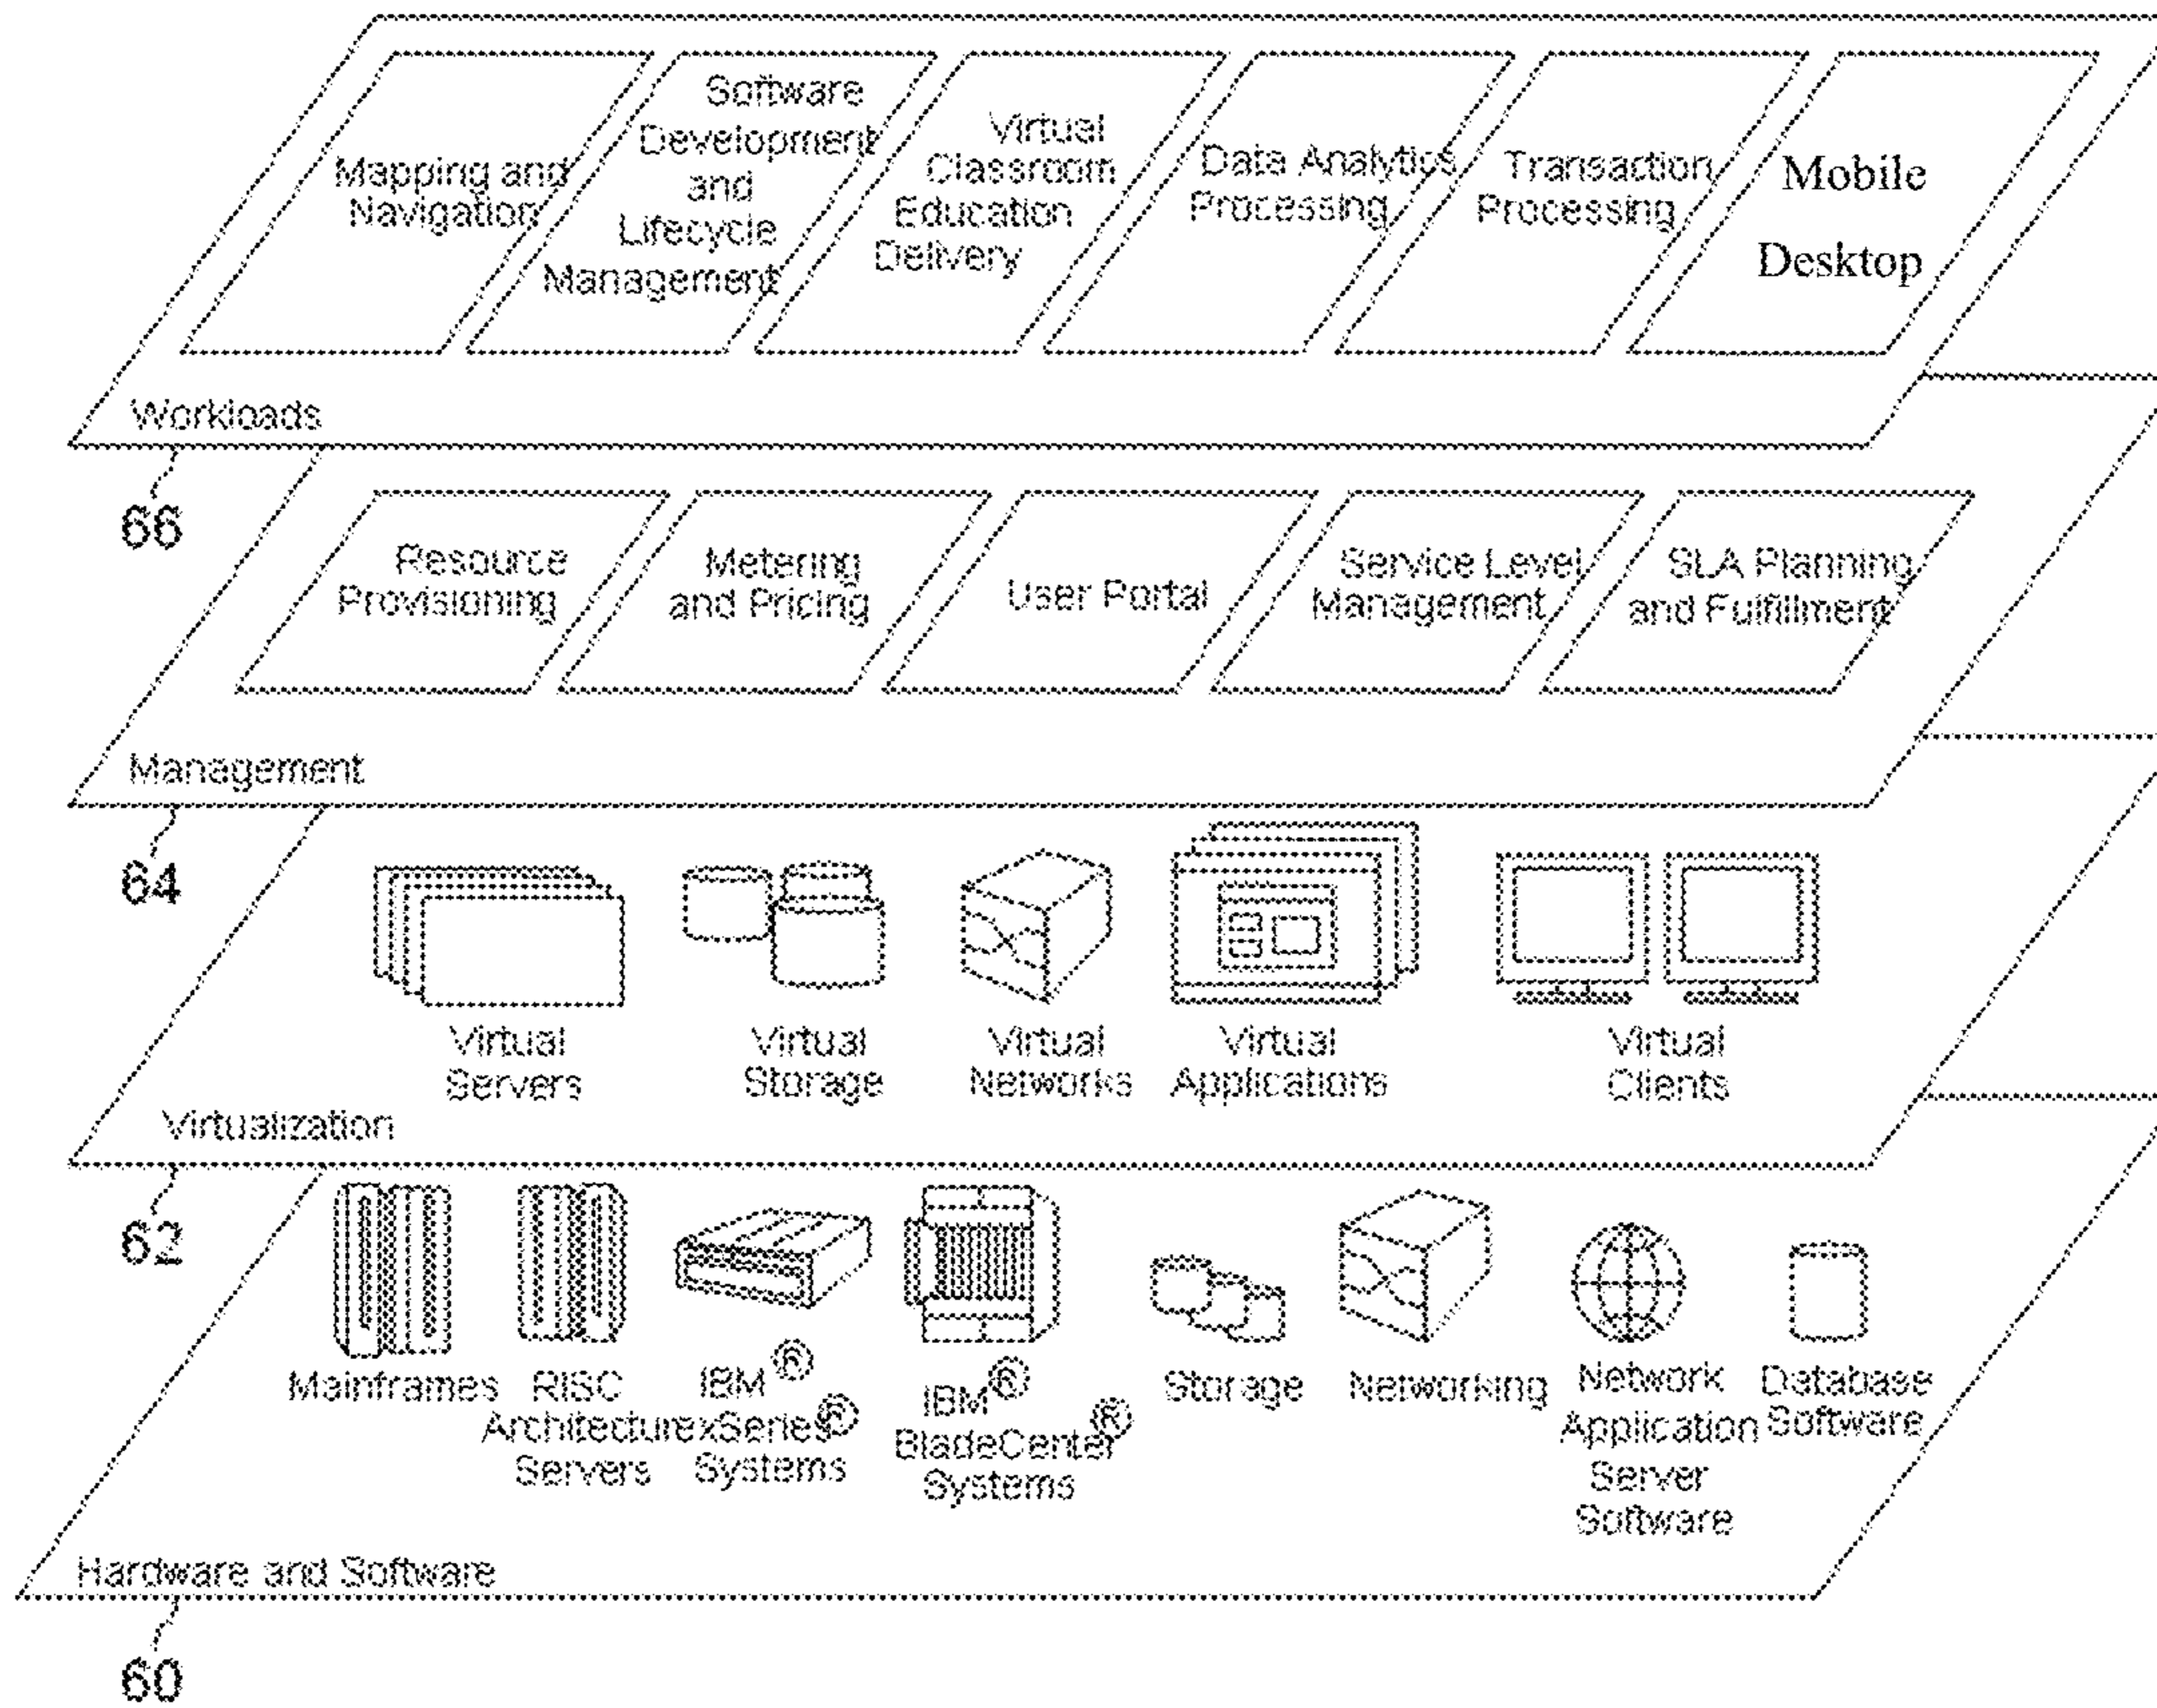 Mapping and
Navigation
Software
Development
and
Lifecycle
Management
Virtual
Classroom
Education
Delivery
Data Analytics
Processing
Transaction
Processing
Mobile
Desktop
Workloads
66
Resource
Provisioning
Metering
and Pricing
User Portal
Service Level
Management
SLA Planning
and Fulfillment
Management
64
Virtual
Servers
Virtual
Storage
Virtual
Networks
Virtual
Applications
Virtual
Clients
Virtualization
62
Mainframes
RISC
Architecture
Servers
IBM®
xSeries®
Systems
IBM®
BladeCenter®
Systems
Storage
Networking
Network
Application
Server
Software
Database
Software
Hardware and Software
60